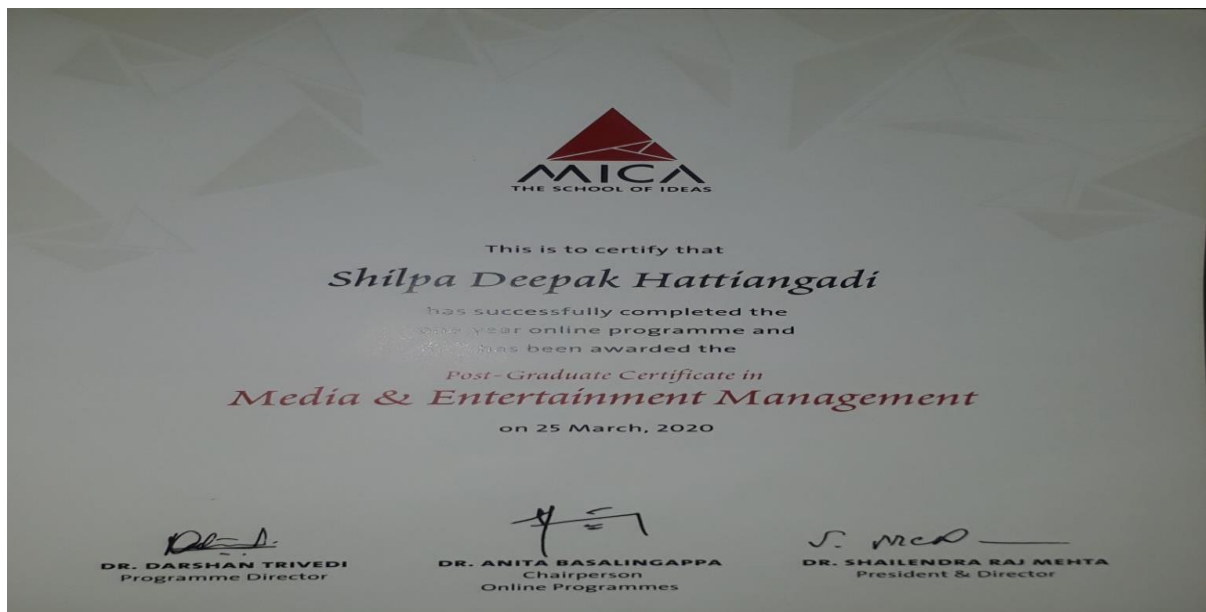 MICA
THE SCHOOL OF IDEAS
This is to certify that
Shilpa Deepak Hattiangadi
has successfully completed the
one year online programme and
has been awarded the
Post-Graduate Certificate in
Media & Entertainment Management
on 25 March, 2020
DR. DARSHAN TRIVEDI
Programme Director
DR. ANITA BASALINGAPPA
Chairperson
Online Programmes
DR. SHAILENDRA RAJ MEHTA
President & Director